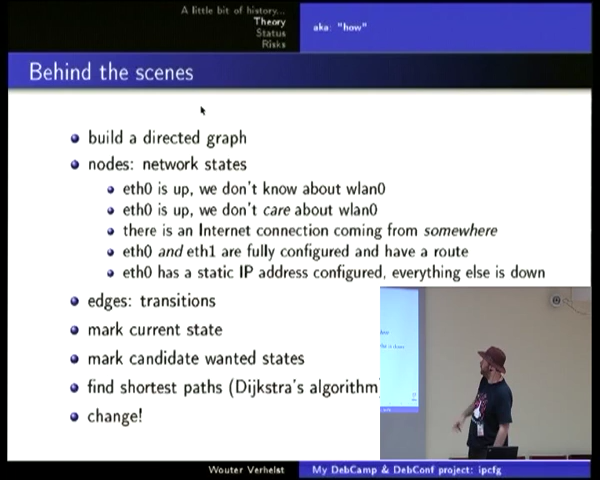 A little bit of history...
Theory
Status
Risks
aka: "how"
Behind the scenes
build a directed graph
nodes: network states
eth0 is up, we don't know about wlan0
eth0 is up, we don't care about wlan0
there is an Internet connection coming from somewhere
eth0 and eth1 are fully configured and have a route
eth0 has a static IP address configured, everything else is down
edges: transitions
mark current state
mark candidate wanted states
find shortest paths (Dijkstra's algorithm
change!
Wouter Verhelst
My DebCamp & DebConf project: ipcfg